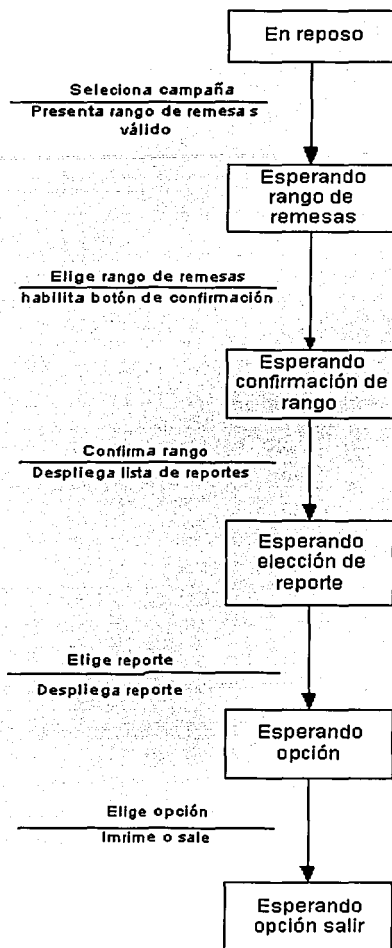 En reposo
Seleciona campaña
Presenta rango de remesa s
válido
Esperando
rango de
remesas
Elige rango de remesas
habilita botón de confirmación
Esperando
confirmación de
rango
Confirma rango
Despliega lista de reportes
Esperando
elección de
reporte
Elige reporte
Despliega reporte
Esperando
opción
Elige opción
Imrime o sale
Esperando
opción salir